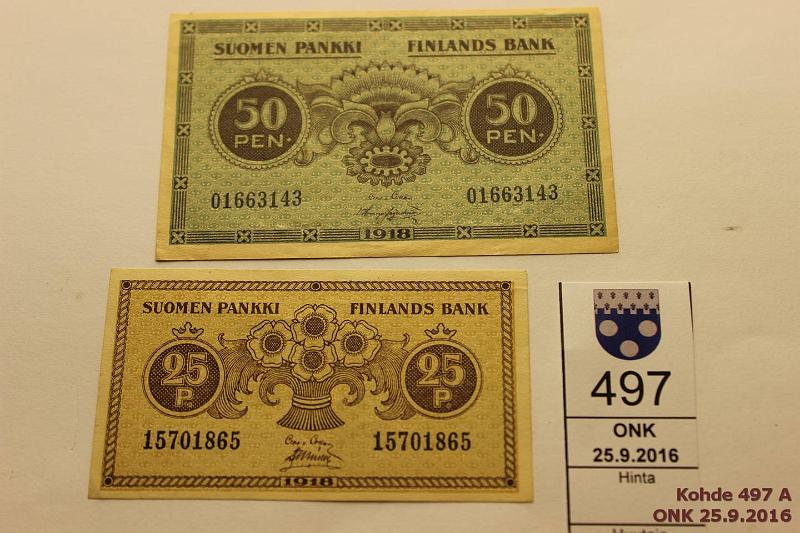 SUOMEN PANKKI FINLANDS BANK
50 PEN. 50 PEN.
01663143 01663143
1918
SUOMEN PANKKI FINLANDS BANK
25 P. 25 P.
15701865 15701865
1918
497
ONK
25.9.2016
Hinta
Kohde 497 A
ONK 25.9.2016